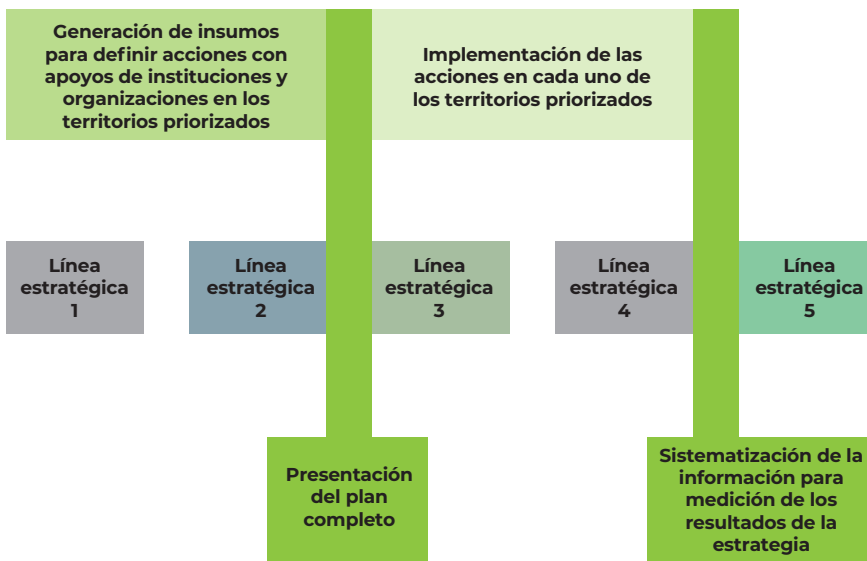 Generación de insumos
para definir acciones con
apoyos de instituciones y
organizaciones en los
territorios priorizados
Implementación de las
acciones en cada uno de
los territorios priorizados
Línea
estratégica
1
Línea
estratégica
2
Línea
estratégica
3
Línea
estratégica
4
Línea
estratégica
5
Presentación
del plan
completo
Sistematización de la
información para
medición de los
resultados de la
estrategia